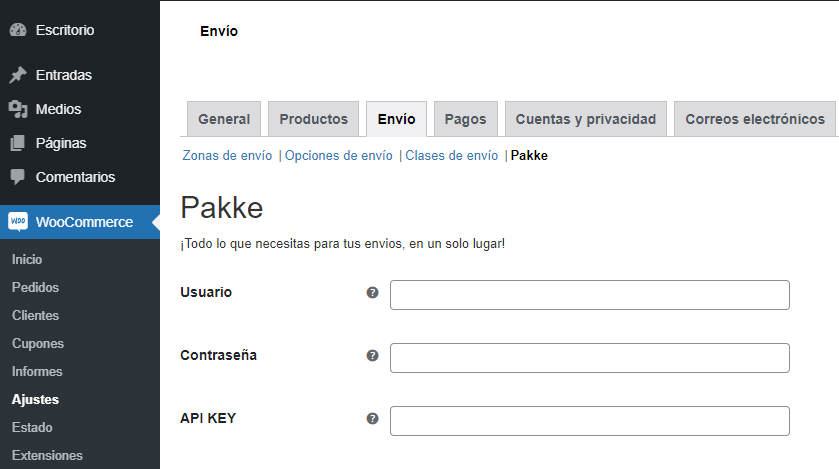 Escritorio
Entradas
Medios
Páginas
Comentarios
WOO WooCommerce
Inicio
Pedidos
Clientes
Cupones
Informes
Ajustes
Estado
Extensiones
Envío
General Productos Envío Pagos Cuentas y privacidad Correos electrónicos
Zonas de envío | Opciones de envío | Clases de envío | Pakke
Pakke
¡Todo lo que necesitas para tus envios, en un solo lugar!
Usuario ?
Contraseña ?
API KEY ?